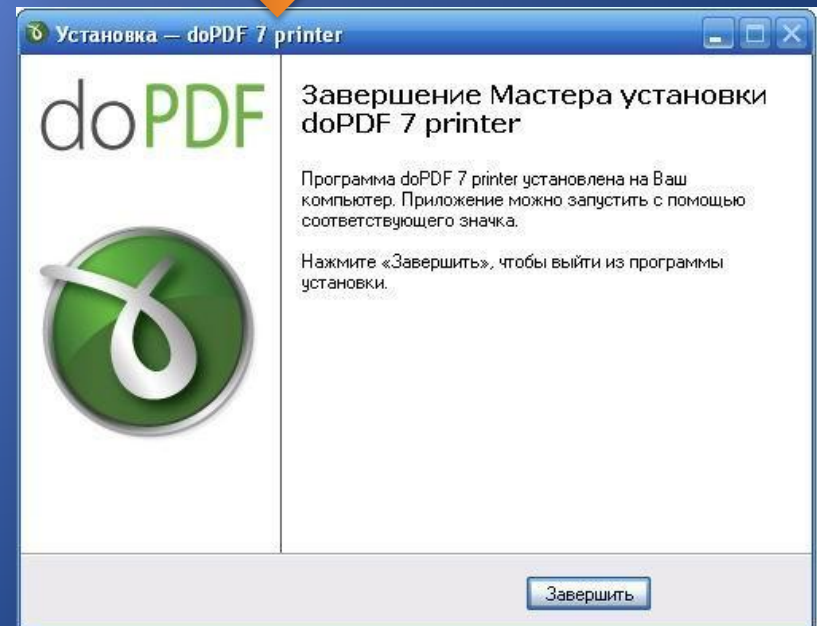 Установка — doPDF 7 printer
doPDF
Завершение Мастера установки
doPDF 7 printer
Программа doPDF 7 printer установлена на Ваш
компьютер. Приложение можно запустить с помощью
соответствующего значка.
Нажмите «Завершить», чтобы выйти из программы
установки.
Завершить